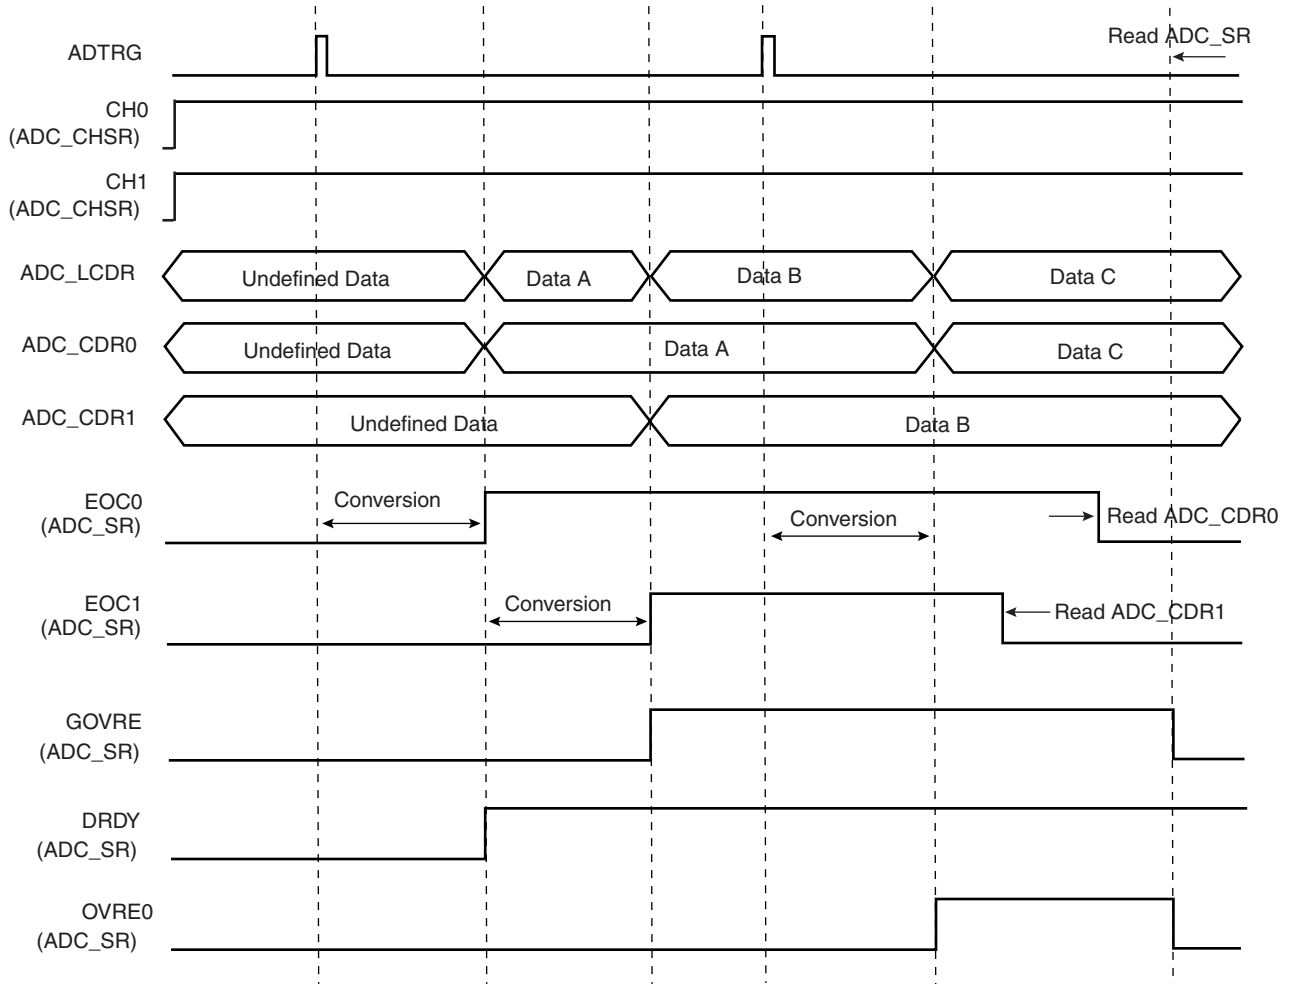 ADTRG
Read ADC_SR
CH0
(ADC_CHSR)
CH1
(ADC_CHSR)
ADC_LCDR
Undefined Data
Data A
Data B
Data C
ADC_CDR0
Undefined Data
Data A
Data C
ADC_CDR1
Undefined Data
Data B
EOC0
(ADC_SR)
Conversion
Conversion
Read ADC_CDR0
EOC1
(ADC_SR)
Conversion
Read ADC_CDR1
GOVRE
(ADC_SR)
DRDY
(ADC_SR)
OVRE0
(ADC_SR)